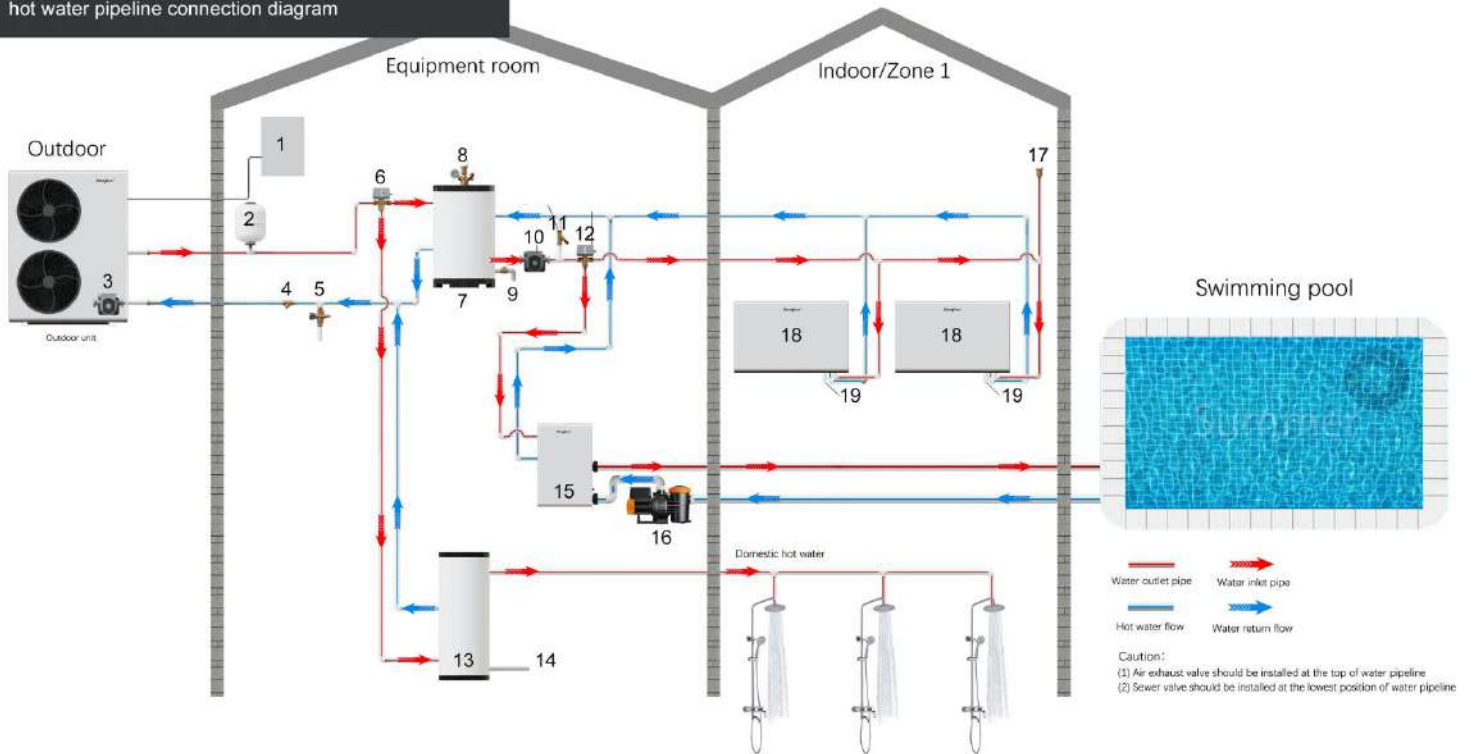 hot water pipeline connection diagram
Equipment room
Indoor/Zone 1
Outdoor
1
8
17
6
2
11
10
12
3
4
5
7
9
Outdoor unit
18
18
19
19
Swimming pool
Summer
15
16
Domestic hot water
13
14
Water outlet pipe
Water inlet pipe
Hot water flow
Water return flow
Caution:
(1) Air exhaust valve should be installed at the top of water pipeline
(2) Sewer valve should be installed at the lowest position of water pipeline